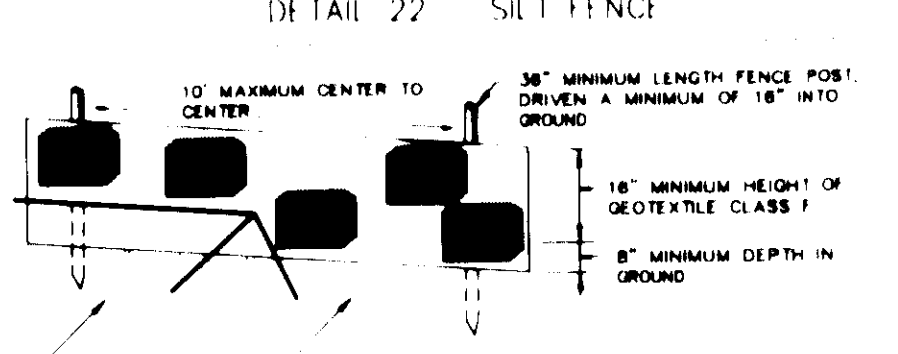 DETAIL 22 SILT FENCE
10' MAXIMUM CENTER TO
CENTER
36" MINIMUM LENGTH FENCE POST,
DRIVEN A MINIMUM OF 16" INTO
GROUND
16" MINIMUM HEIGHT OF
GEOTEXTILE CLASS F
8" MINIMUM DEPTH IN
GROUND